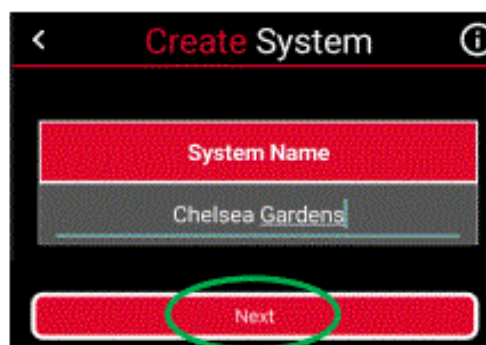 Create System
System Name
Chelsea Gardens
Next